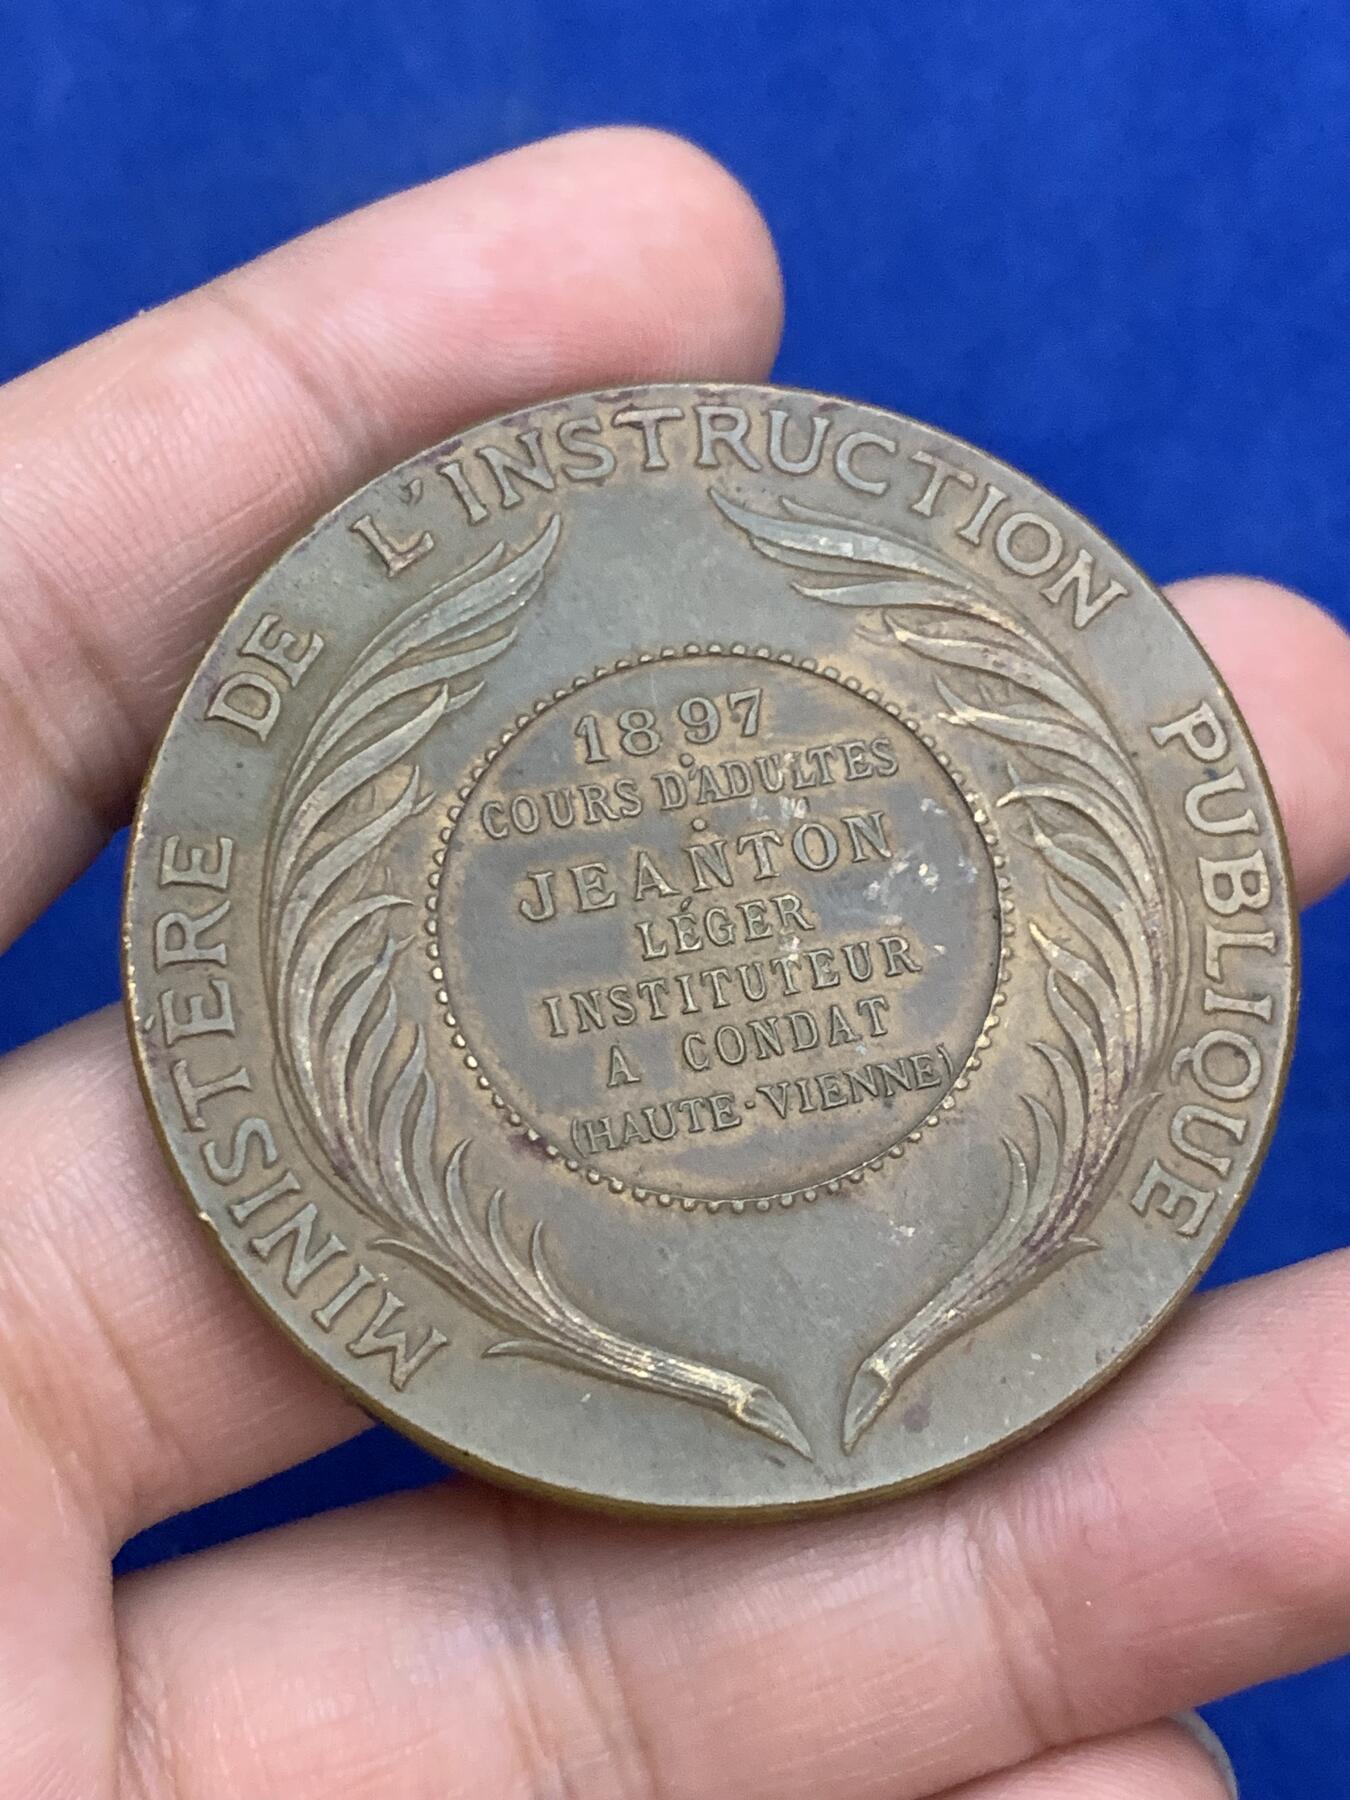 MINISTÈRE DE L'INSTRUCTION PUBLIQUE
1897
COURS D'ADULTES
JEANTON
LÉGER
INSTITUTEUR
A CONDAT
(HAUTE-VIENNE)